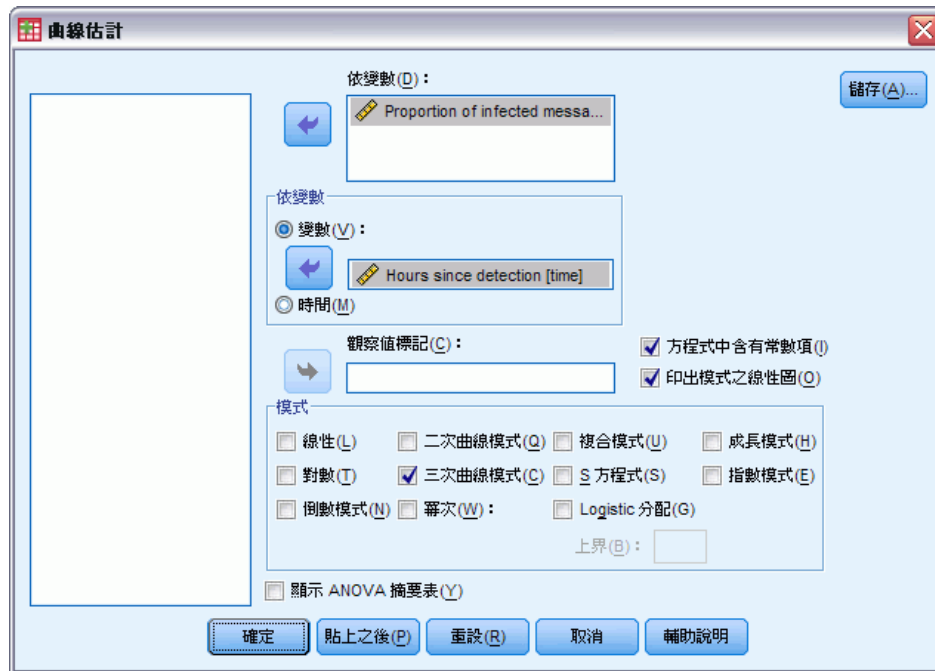 曲線估計
依變數(D)：
儲存(A)...
Proportion of infected messa...
依變數
變數(V)：
Hours since detection [time]
時間(M)
觀察值標記(C)：
方程式中含有常數項(I)
印出模式之線性圖(O)
模式
線性(L) 二次曲線模式(Q) 複合模式(U) 成長模式(H)
對數(T) 三次曲線模式(C) S 方程式(S) 指數模式(E)
倒數模式(N) 冪次(W)： Logistic 分配(G)
上界(B)：
顯示 ANOVA 摘要表(Y)
確定 貼上之後(P) 重設(R) 取消 輔助說明